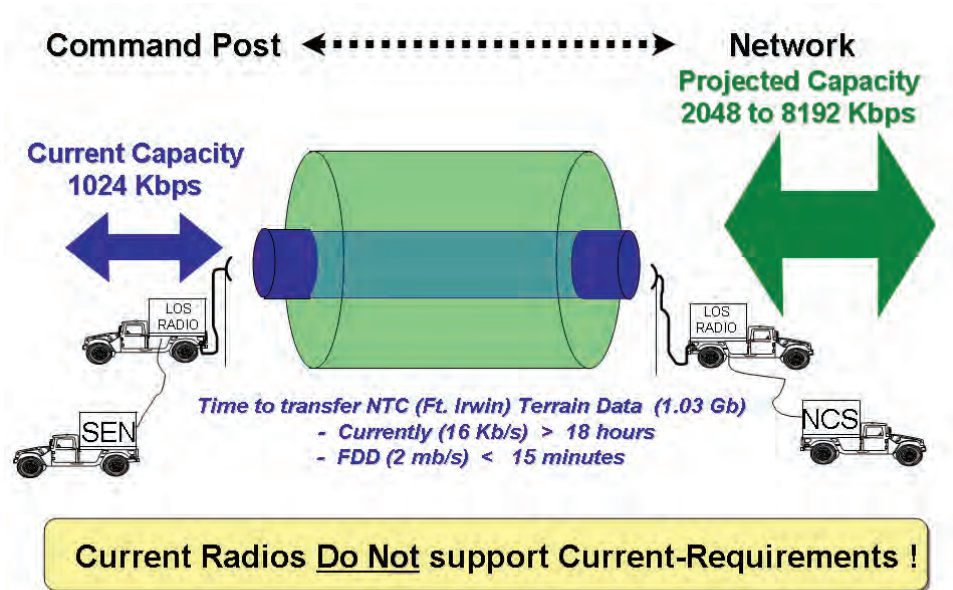 Command Post
Network
Projected Capacity
2048 to 8192 Kbps
Current Capacity
1024 Kbps
LOS
RADIO
LOS
RADIO
SEN
NCS
Time to transfer NTC (Ft. Irwin) Terrain Data (1.03 Gb)
- Currently (16 Kb/s) > 18 hours
- FDD (2 mb/s) < 15 minutes
Current Radios Do Not support Current-Requirements !